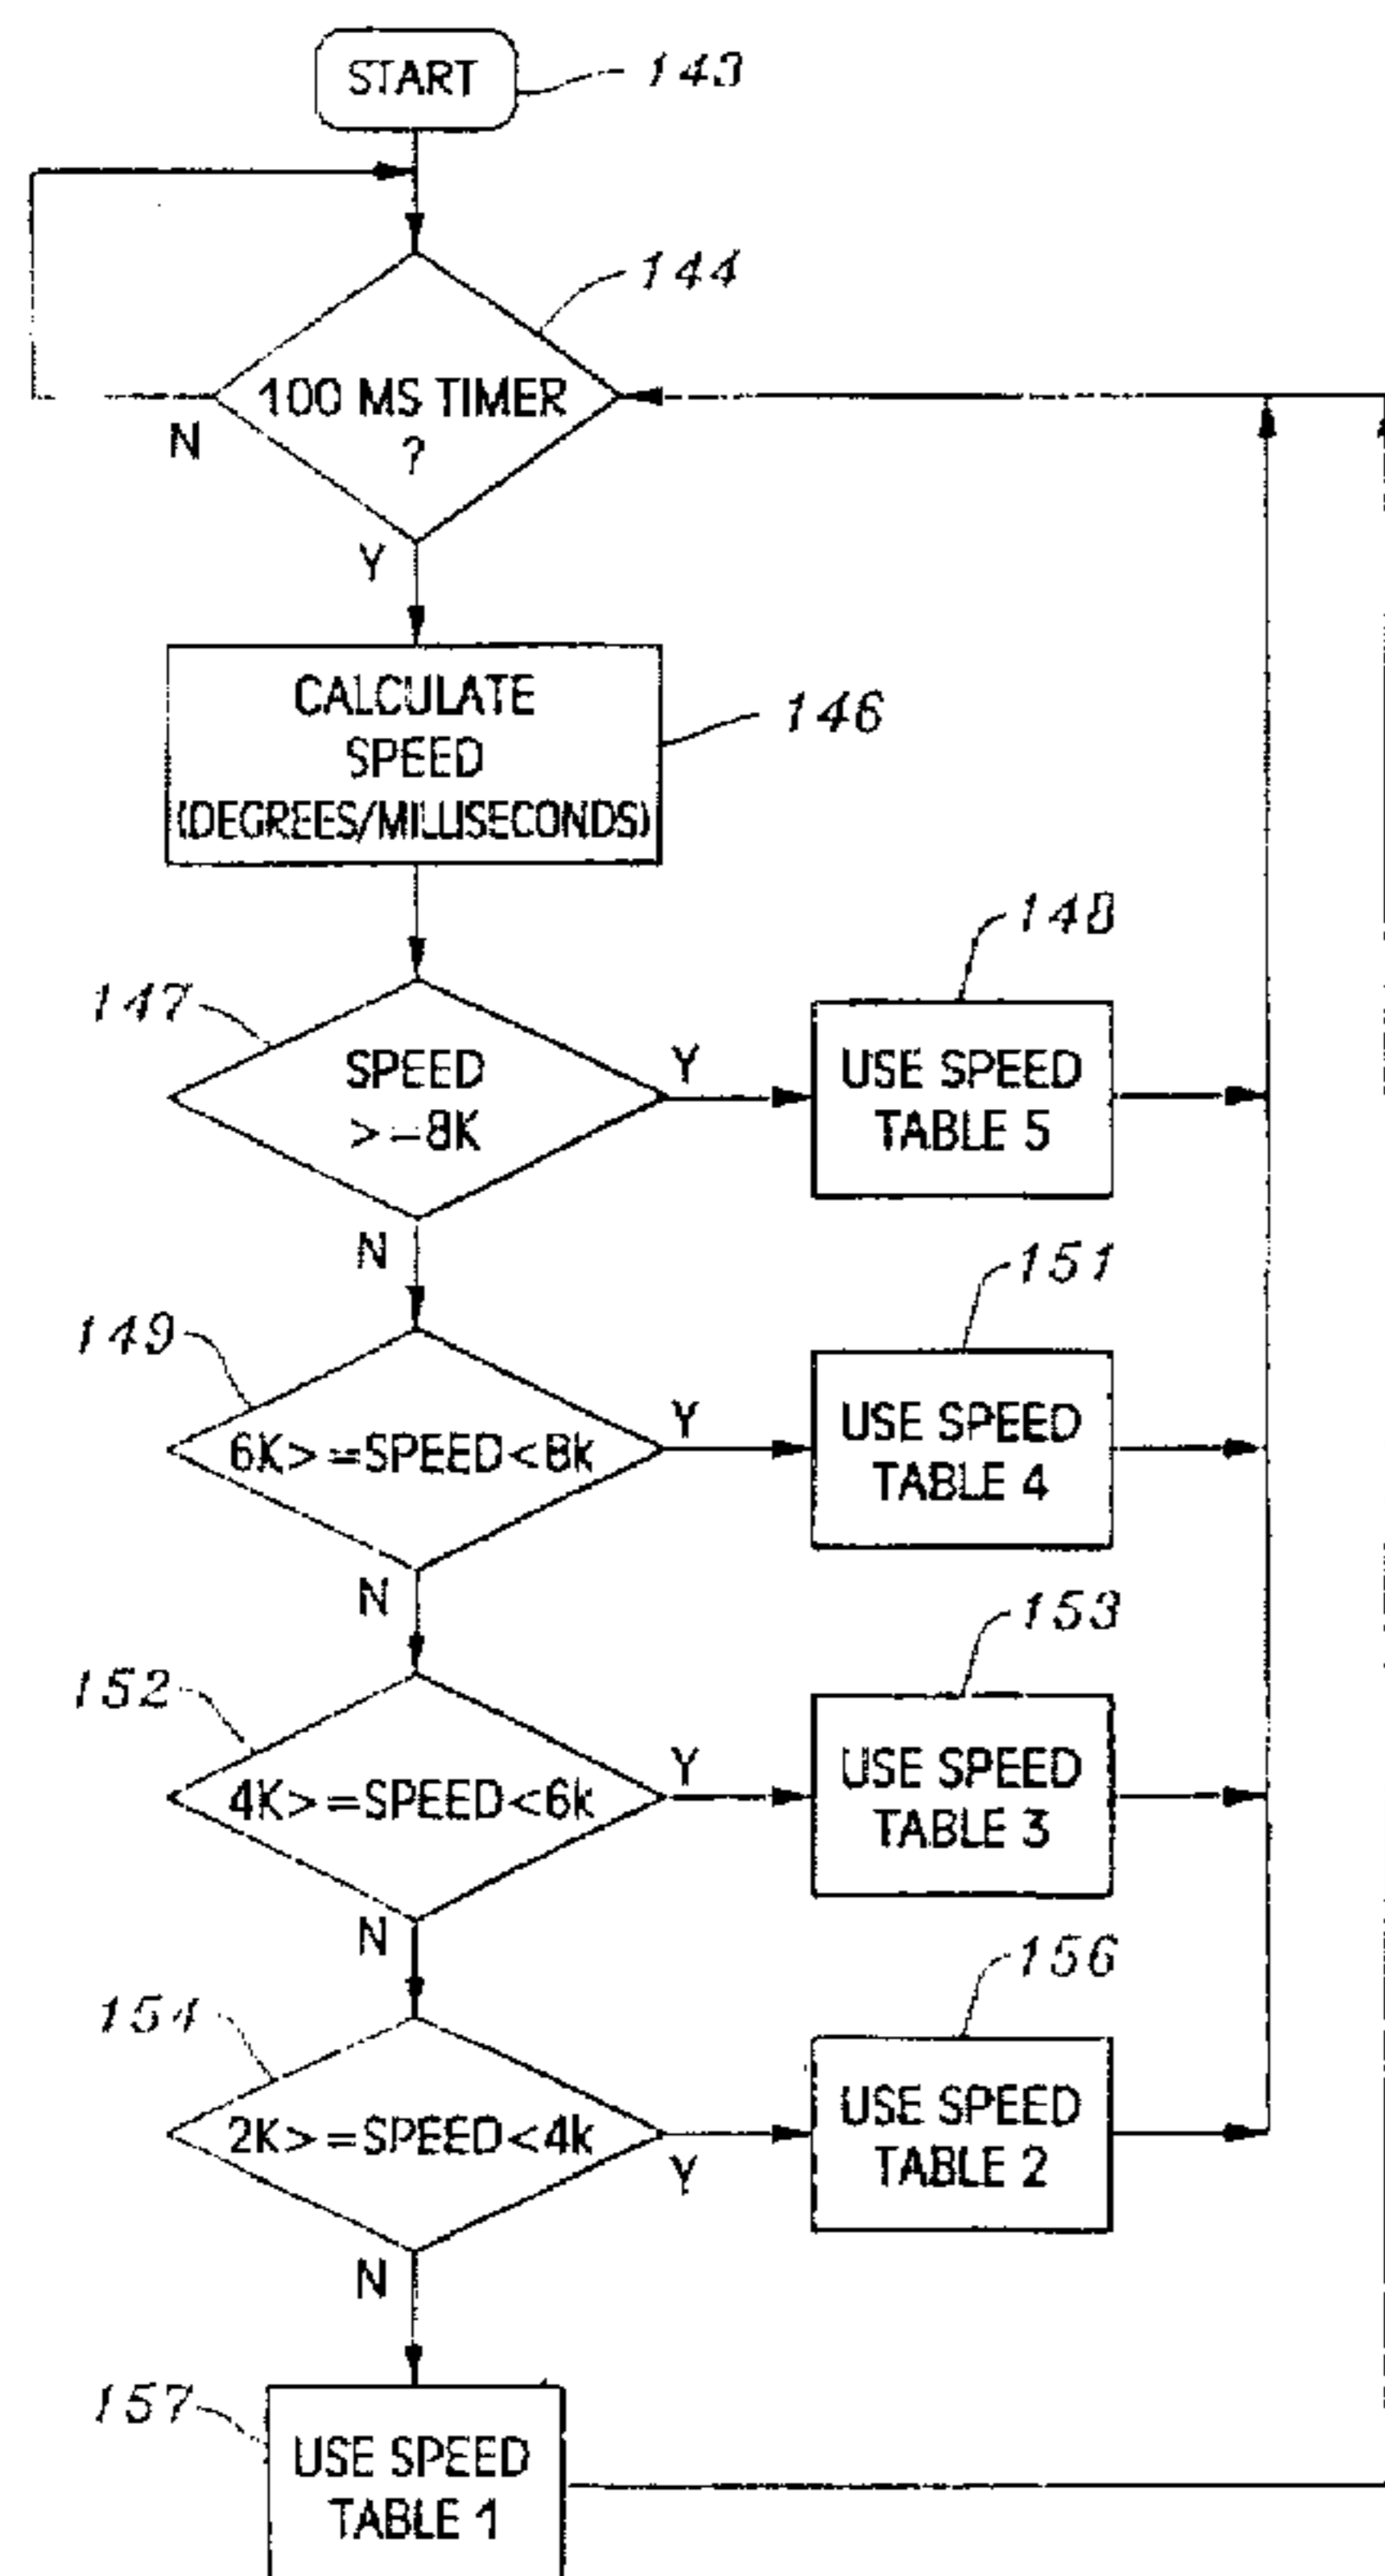 START
143
144
100 MS TIMER
?
N
Y
CALCULATE
SPEED
(DEGREES/MILLISECONDS)
146
147
SPEED
>=8K
Y
148
USE SPEED
TABLE 5
N
149
6K>=SPEED<8k
Y
151
USE SPEED
TABLE 4
N
152
4K>=SPEED<6k
Y
153
USE SPEED
TABLE 3
N
154
2K>=SPEED<4k
Y
156
USE SPEED
TABLE 2
N
157
USE SPEED
TABLE 1